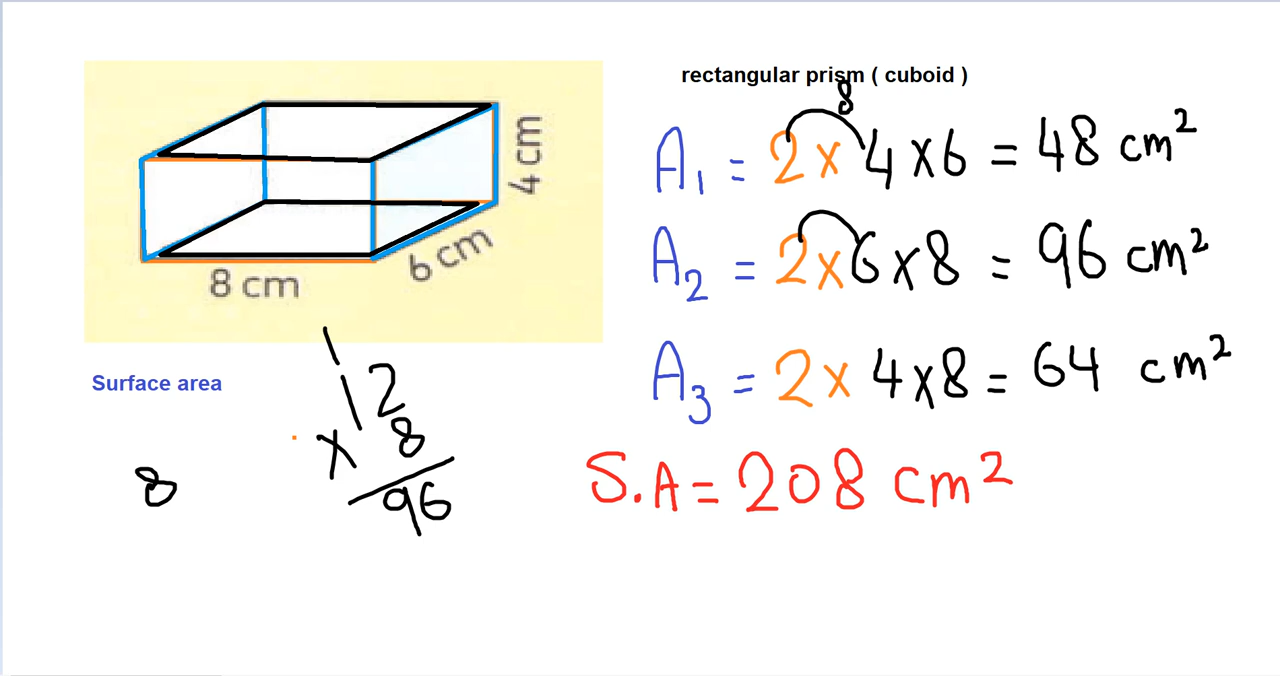 rectangular prism ( cuboid )
8
A1 = 2 x 4 x 6 = 48 cm²
A2 = 2 x 6 x 8 = 96 cm²
A3 = 2 x 4 x 8 = 64 cm²
S.A = 208 cm²
4 cm
6 cm
8 cm
Surface area
1
12
x 8
96
8